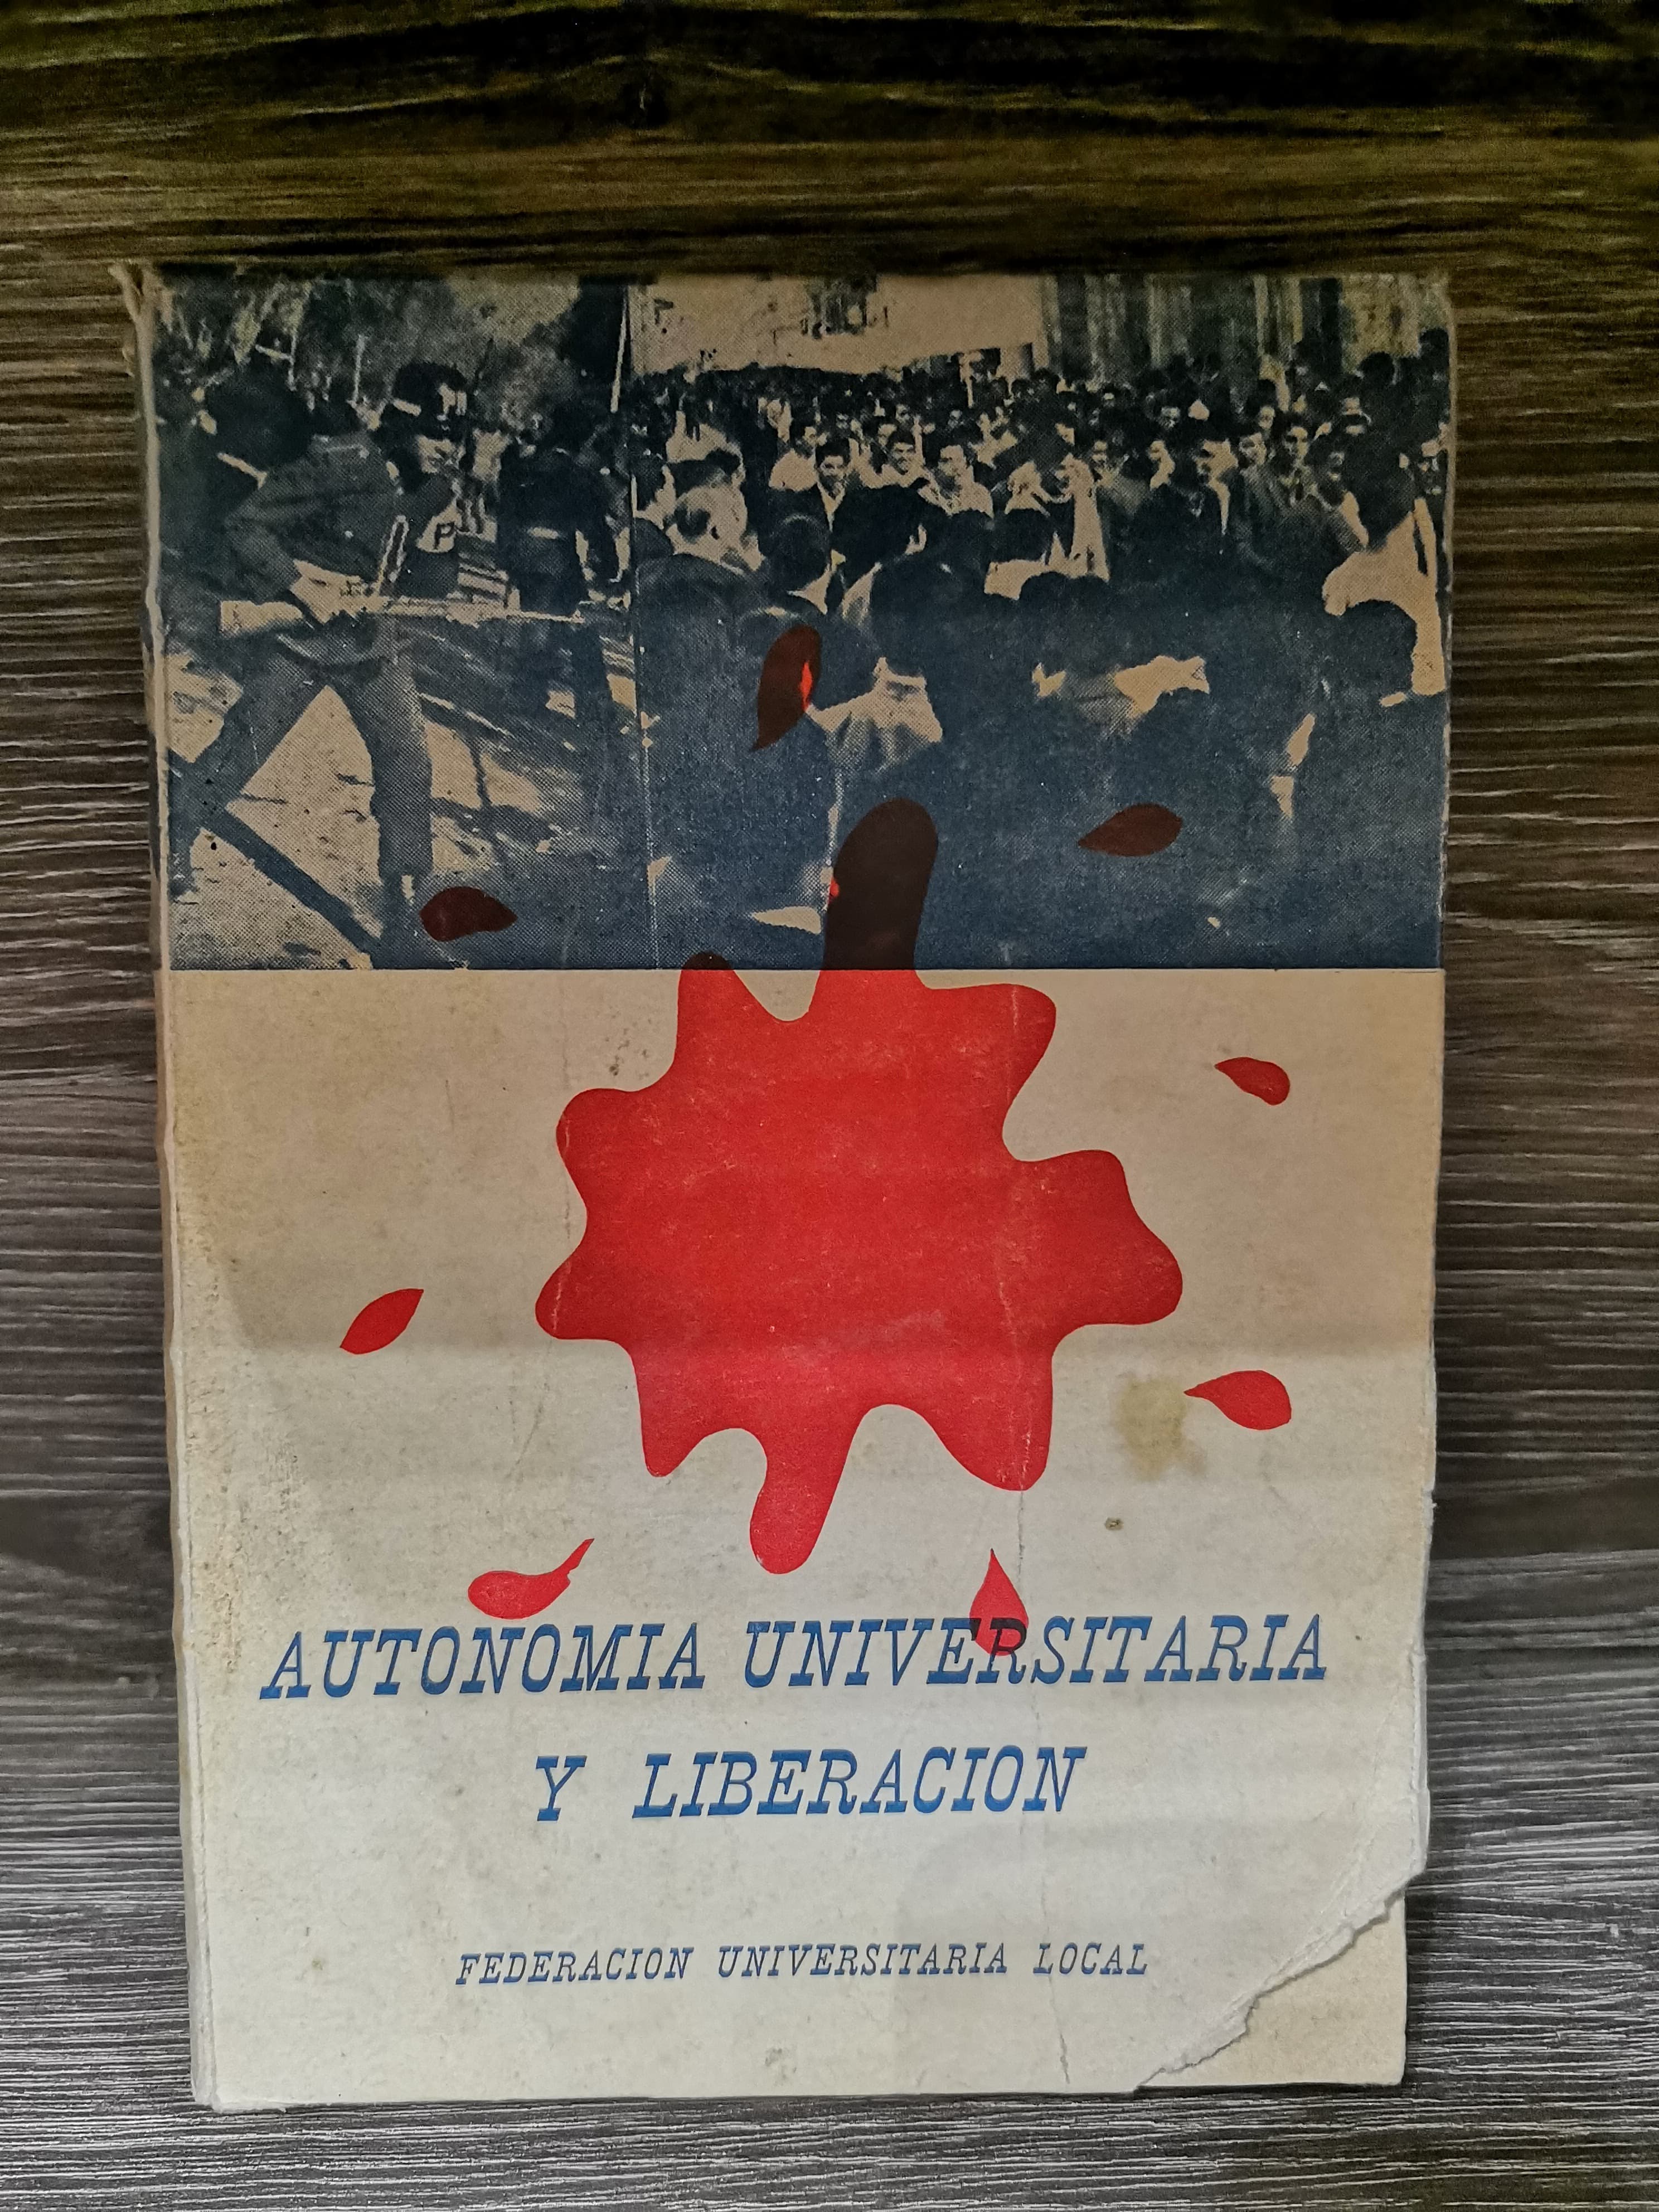 P
AUTONOMIA UNIVERSITARIA
Y LIBERACION
FEDERACION UNIVERSITARIA LOCAL